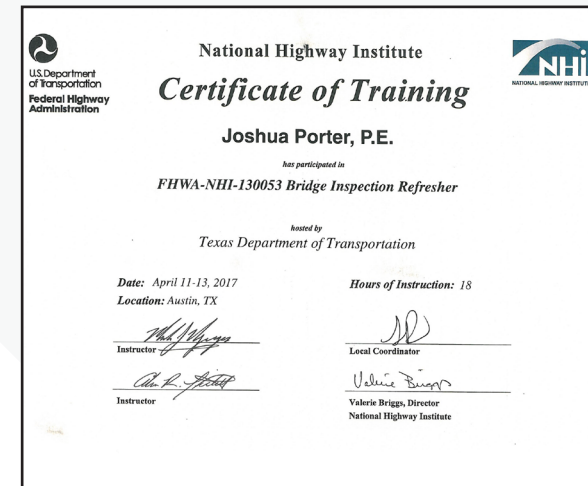 U.S. Department
of Transportation
Federal Highway
Administration
National Highway Institute
NHI
NATIONAL HIGHWAY INSTITUTE
Certificate of Training
Joshua Porter, P.E.
has participated in
FHWA-NHI-130053 Bridge Inspection Refresher
hosted by
Texas Department of Transportation
Date: April 11-13, 2017
Hours of Instruction: 18
Location: Austin, TX
Instructor
Local Coordinator
Valerie Briggs
Instructor
Valerie Briggs, Director
National Highway Institute